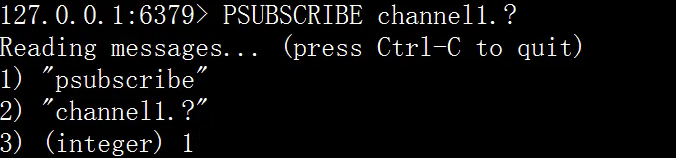 127.0.0.1:6379> PSUBSCRIBE channel1.?
Reading messages... (press Ctrl-C to quit)
1) "psubscribe"
2) "channel1.?"
3) (integer) 1